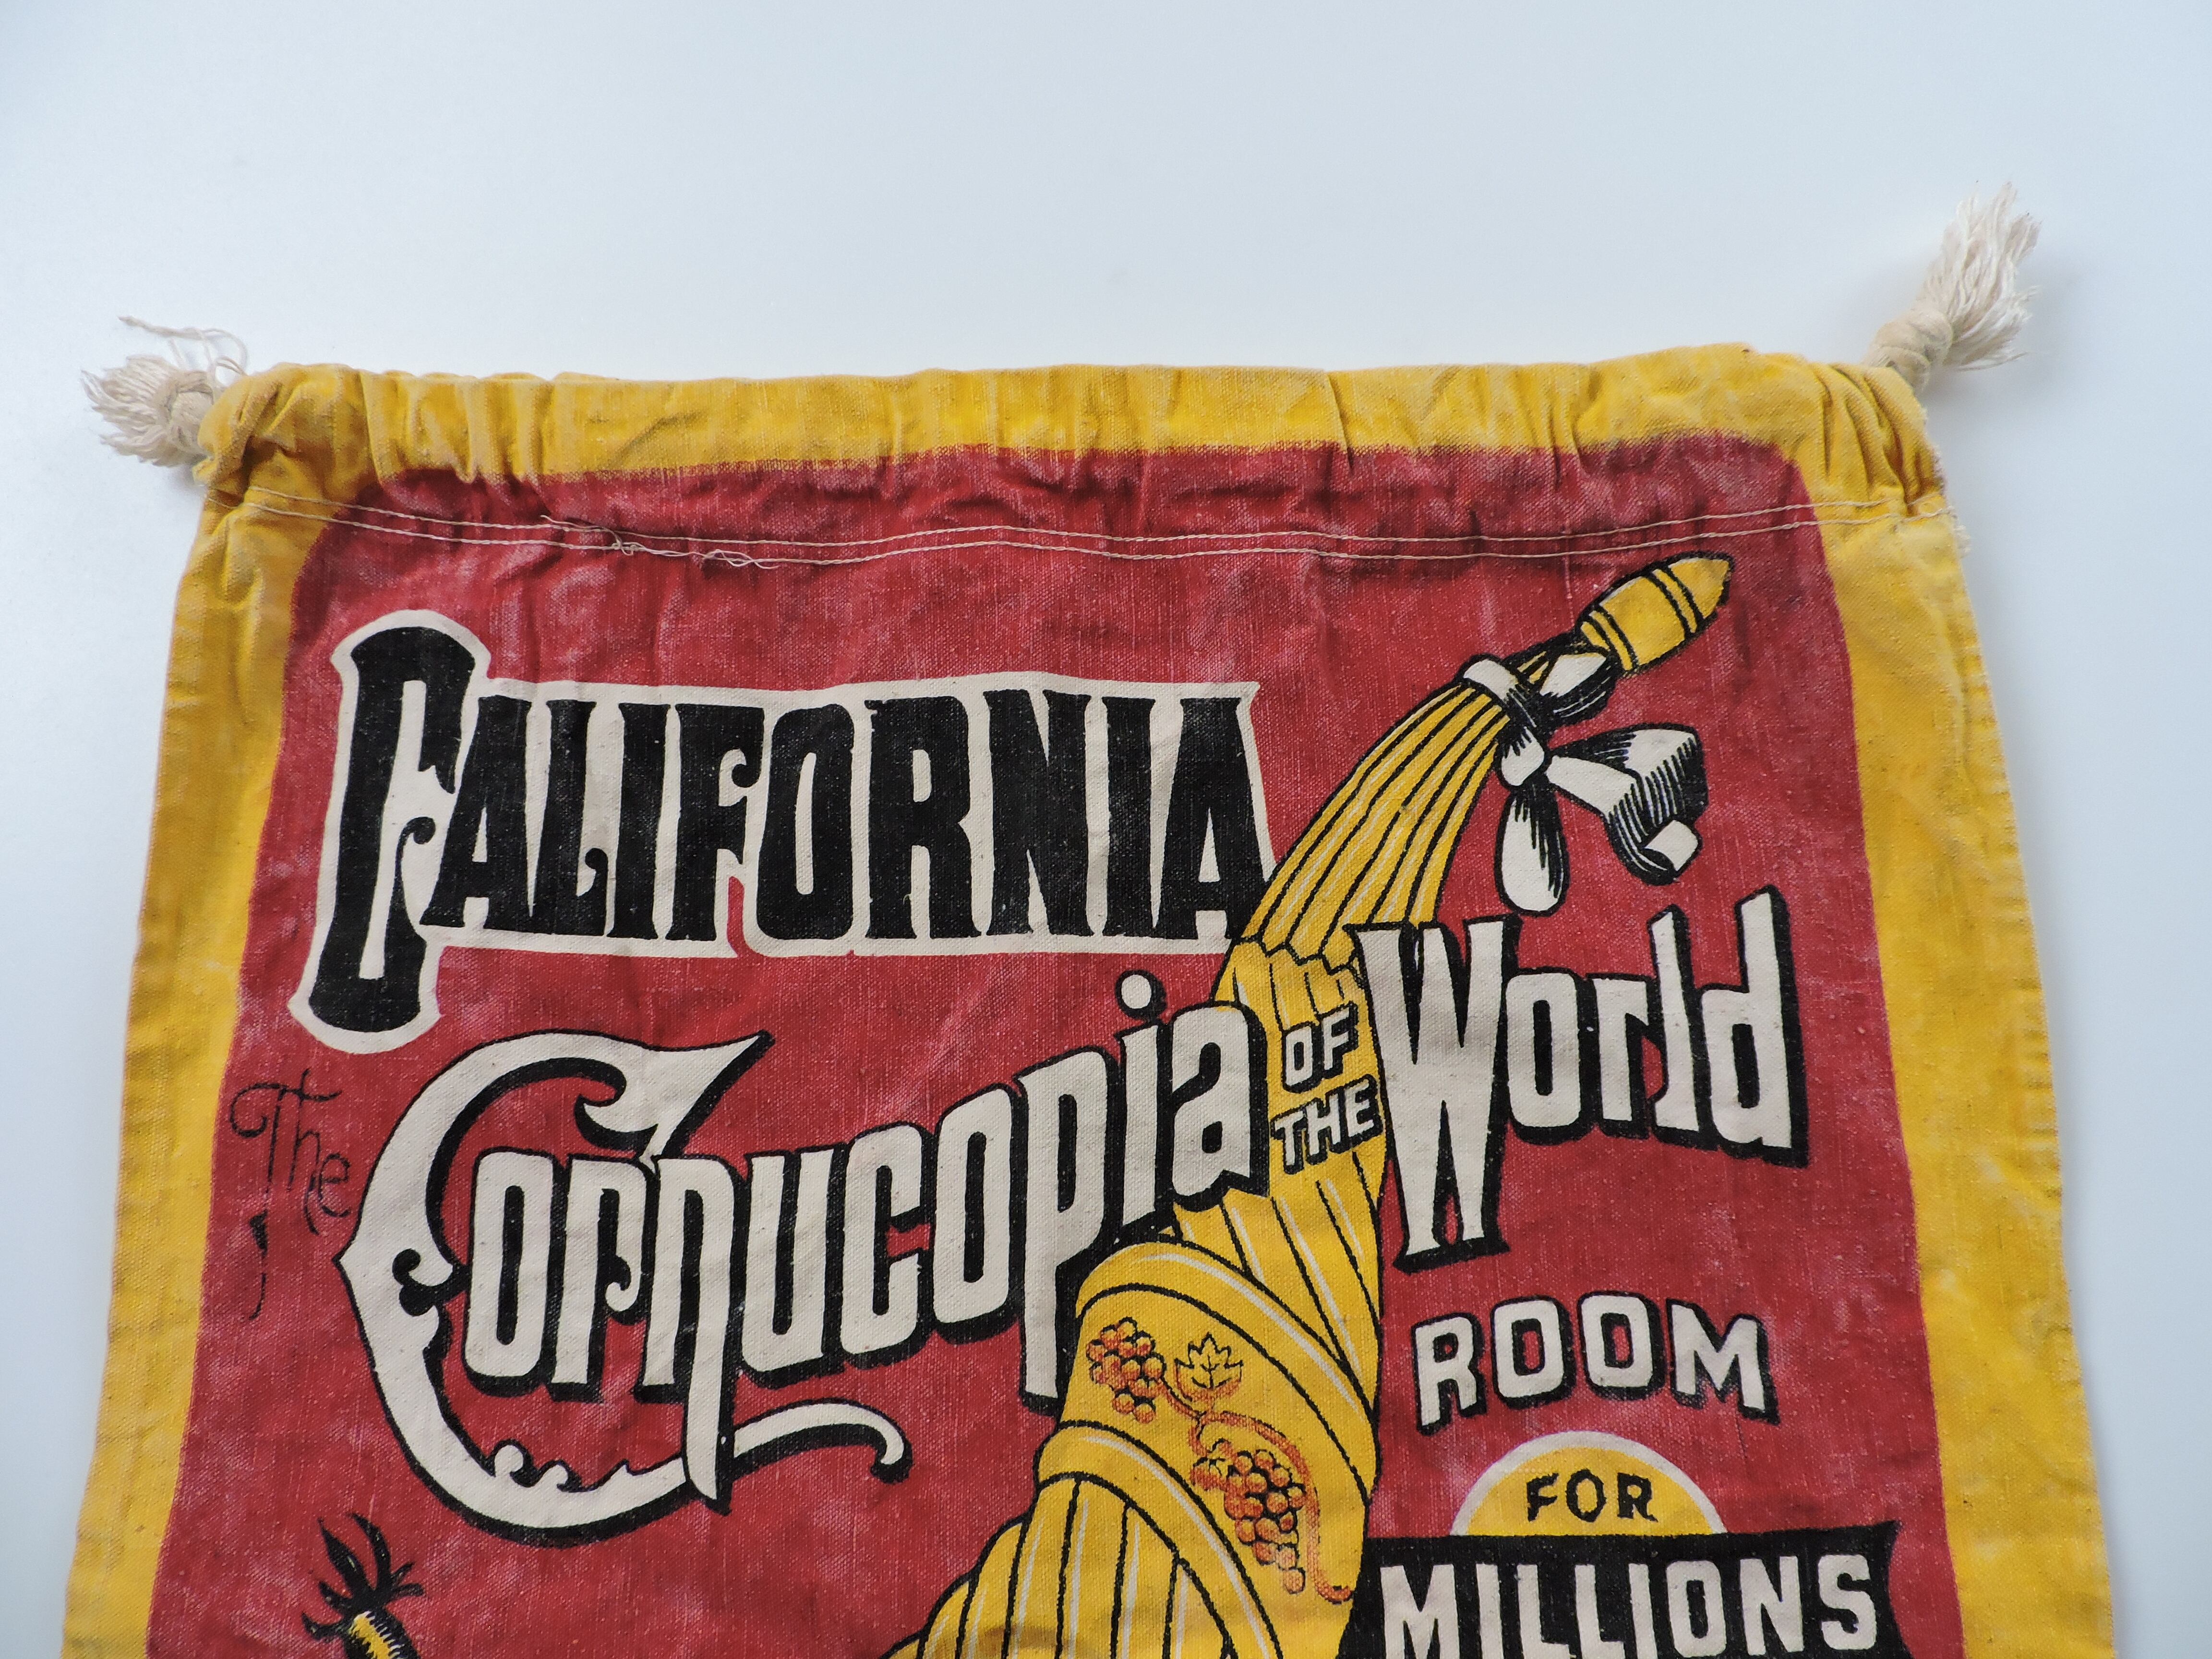 CALIFORNIA
The Cornucopia OF THE World
ROOM
FOR
MILLIONS